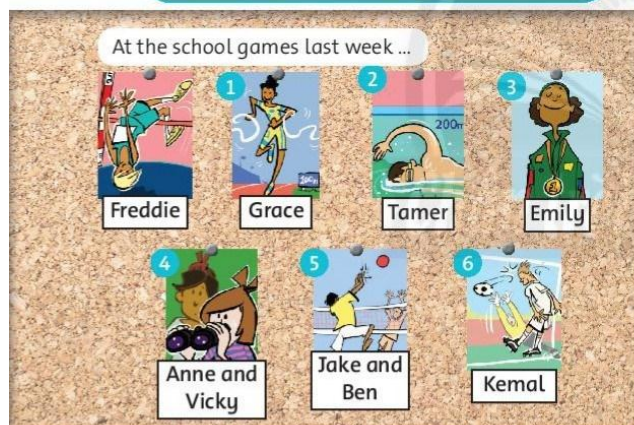 At the school games last week ...
1
2
3
200m
Freddie
Grace
Tamer
Emily
4
5
6
Anne and
Vicky
Jake and
Ben
Kemal